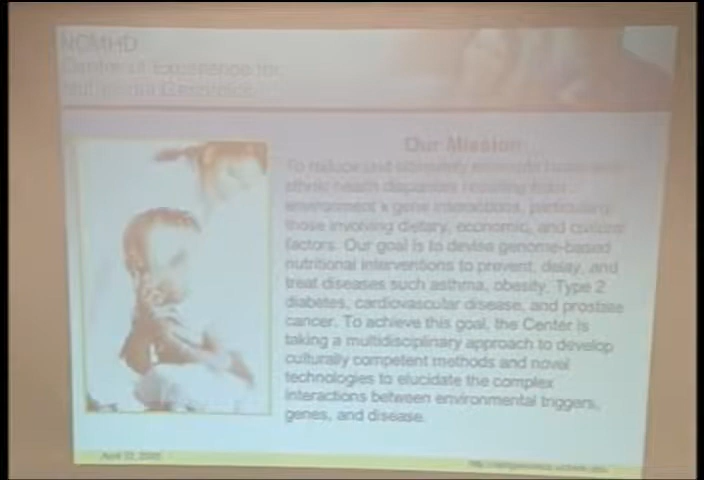 NCMHD
Center of Excellence for
Nutritional Genomics
Our Mission
To reduce and ultimately eliminate racial and
ethnic health disparities resulting from
environment x gene interactions, particularly
those involving dietary, economic, and cultural
factors. Our goal is to devise genome-based
nutritional interventions to prevent, delay, and
treat diseases such asthma, obesity, Type 2
diabetes, cardiovascular disease, and prostate
cancer. To achieve this goal, the Center is
taking a multidisciplinary approach to develop
culturally competent methods and novel
technologies to elucidate the complex
interactions between environmental triggers,
genes, and disease.